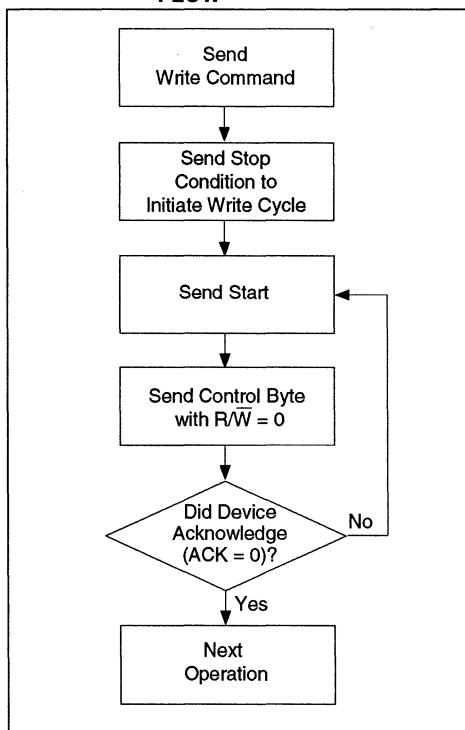 FLOW
Send
Write Command
Send Stop
Condition to
Initiate Write Cycle
Send Start
Send Control Byte
with R/W̅ = 0
Did Device
Acknowledge
(ACK = 0)?
No
Yes
Next
Operation